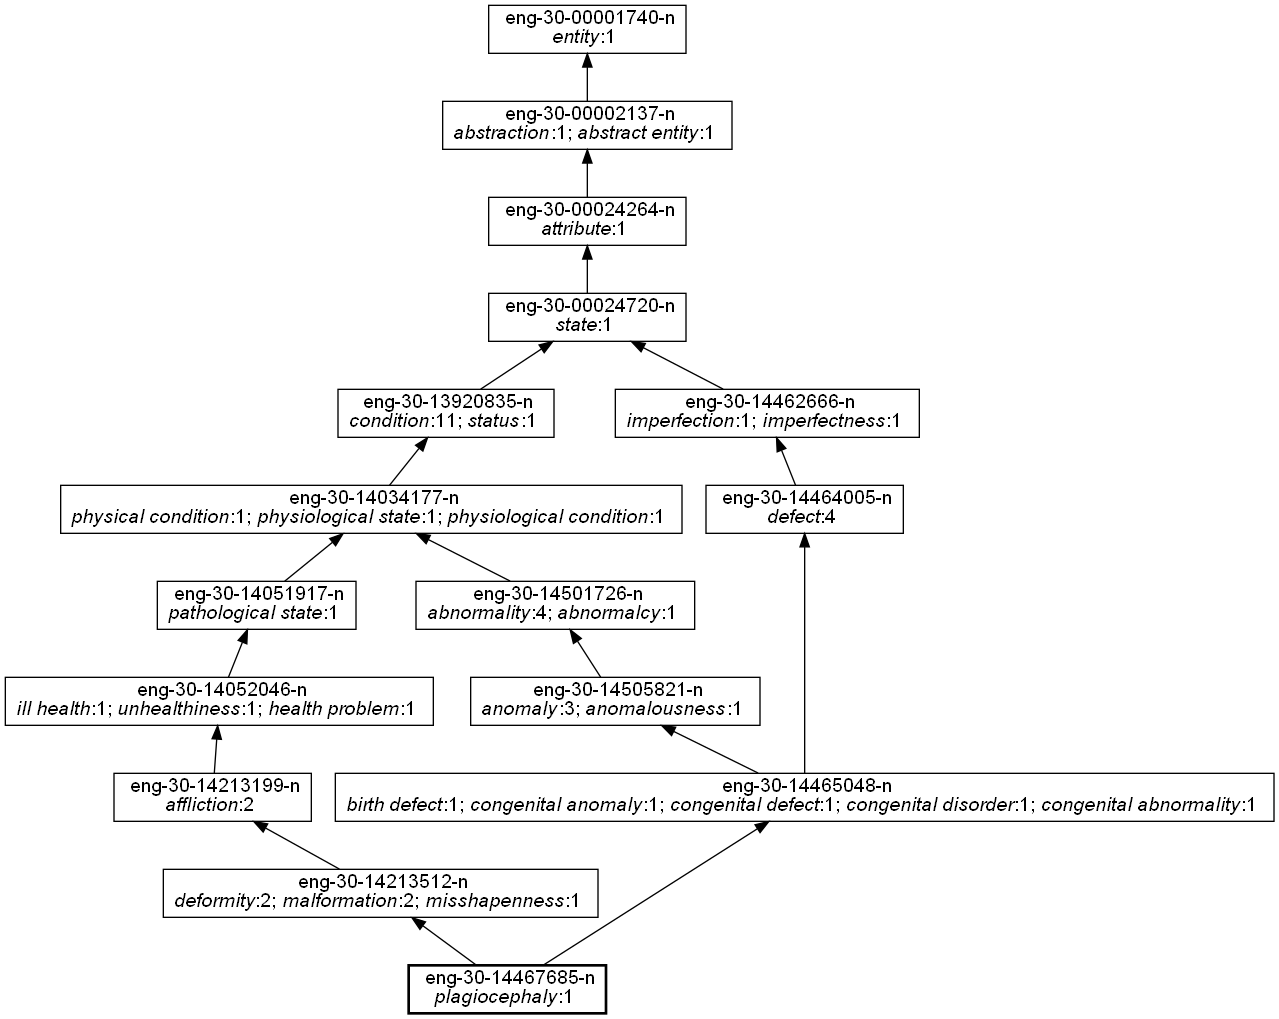 eng-30-00001740-n
entity:1
eng-30-00002137-n
abstraction:1; abstract entity:1
eng-30-00024264-n
attribute:1
eng-30-00024720-n
state:1
eng-30-13920835-n
condition:11; status:1
eng-30-14462666-n
imperfection:1; imperfectness:1
eng-30-14034177-n
physical condition:1; physiological state:1; physiological condition:1
eng-30-14464005-n
defect:4
eng-30-14051917-n
pathological state:1
eng-30-14501726-n
abnormality:4; abnormalcy:1
eng-30-14052046-n
ill health:1; unhealthiness:1; health problem:1
eng-30-14505821-n
anomaly:3; anomalousness:1
eng-30-14213199-n
affliction:2
eng-30-14465048-n
birth defect:1; congenital anomaly:1; congenital defect:1; congenital disorder:1; congenital abnormality:1
eng-30-14213512-n
deformity:2; malformation:2; misshapenness:1
eng-30-14467685-n
plagiocephaly:1